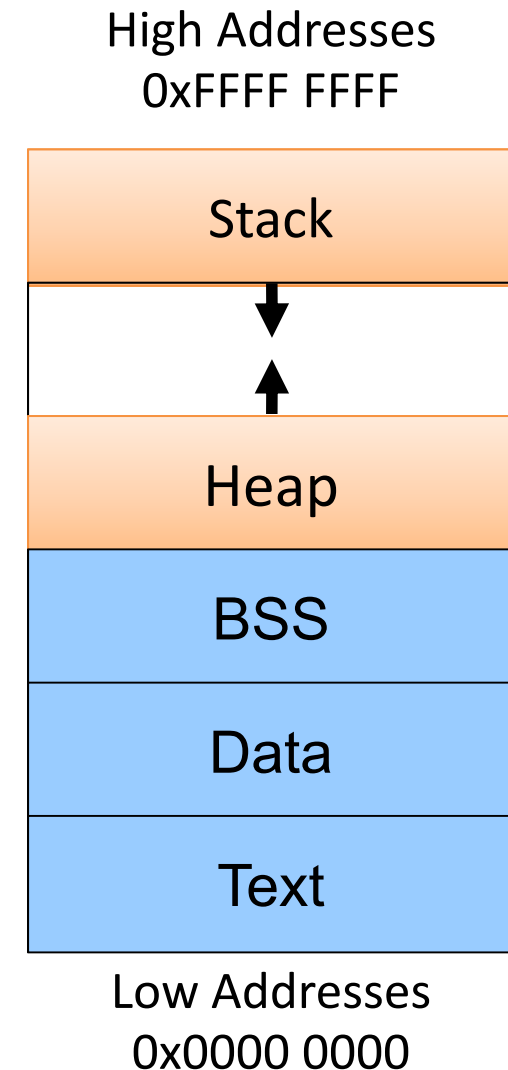 High Addresses
0xFFFF FFFF
Stack
Heap
BSS
Data
Text
Low Addresses
0x0000 0000